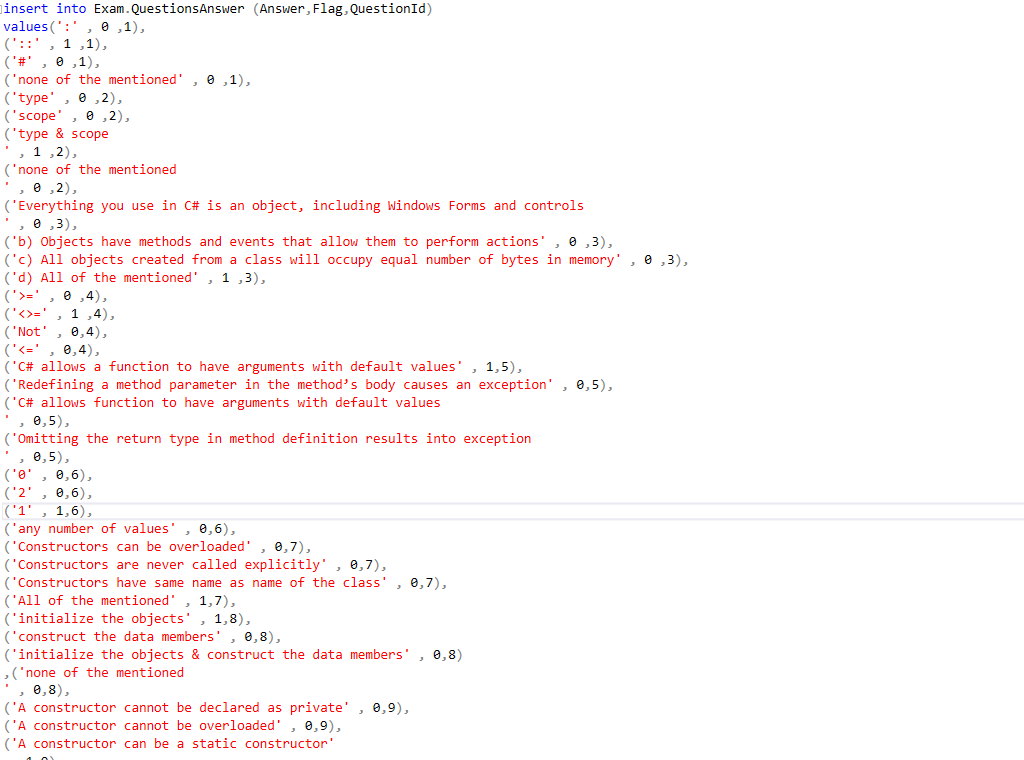 insert into Exam.QuestionsAnswer (Answer,Flag,QuestionId)
values(':' , 0 ,1),
('::' , 1 ,1),
('#' , 0 ,1),
('none of the mentioned' , 0 ,1),
('type' , 0 ,2),
('scope' , 0 ,2),
('type & scope
' , 1 ,2),
('none of the mentioned
' , 0 ,2),
('Everything you use in C# is an object, including Windows Forms and controls
' , 0 ,3),
('b) Objects have methods and events that allow them to perform actions' , 0 ,3),
('c) All objects created from a class will occupy equal number of bytes in memory' , 0 ,3),
('d) All of the mentioned' , 1 ,3),
('>=' , 0 ,4),
('<>=' , 1 ,4),
('Not' , 0,4),
('<=' , 0,4),
('C# allows a function to have arguments with default values' , 1,5),
('Redefining a method parameter in the method’s body causes an exception' , 0,5),
('C# allows function to have arguments with default values
' , 0,5),
('Omitting the return type in method definition results into exception
' , 0,5),
('0' , 0,6),
('2' , 0,6),
('1' , 1,6),
('any number of values' , 0,6),
('Constructors can be overloaded' , 0,7),
('Constructors are never called explicitly' , 0,7),
('Constructors have same name as name of the class' , 0,7),
('All of the mentioned' , 1,7),
('initialize the objects' , 1,8),
('construct the data members' , 0,8),
('initialize the objects & construct the data members' , 0,8)
,('none of the mentioned
' , 0,8),
('A constructor cannot be declared as private' , 0,9),
('A constructor cannot be overloaded' , 0,9),
('A constructor can be a static constructor'